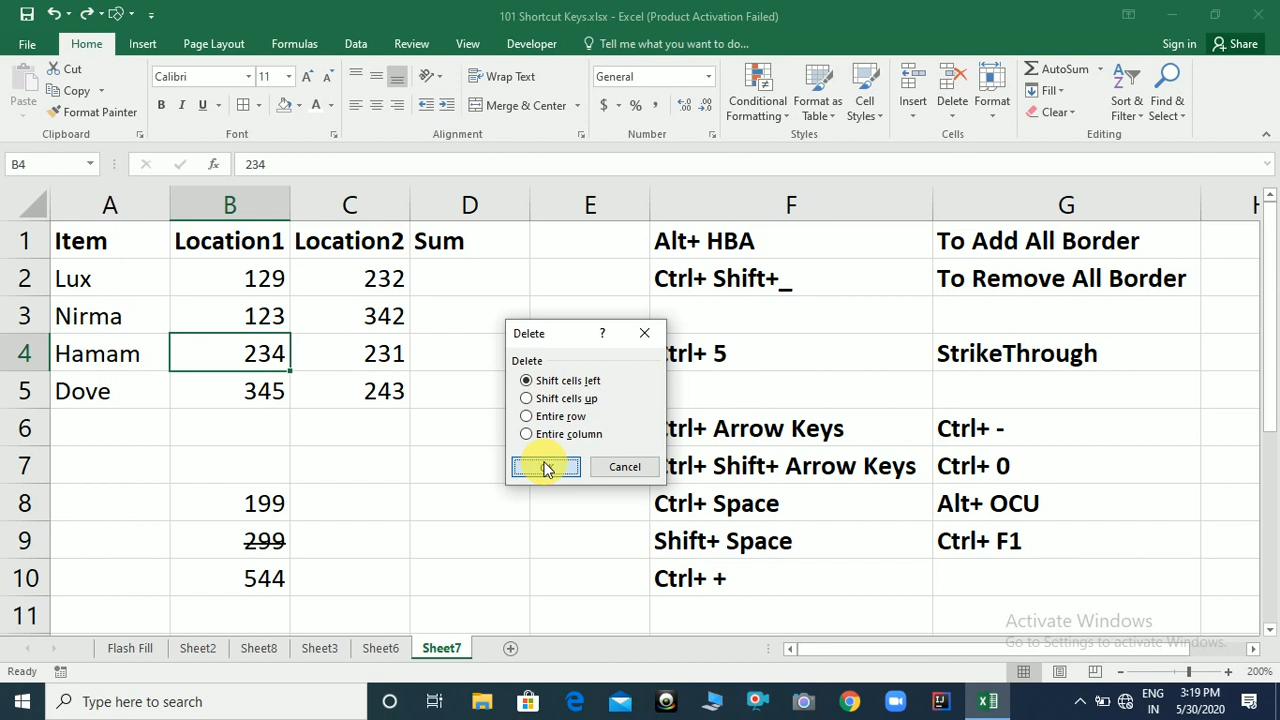 101 Shortcut Keys.xlsx - Excel (Product Activation Failed)
File Home Insert Page Layout Formulas Data Review View Developer Tell me what you want to do... Sign in Share
Paste Cut Copy Format Painter
Calibri 11 B I U A
Wrap Text Merge & Center
General $ % ,
Conditional Formatting Format as Table Cell Styles
Insert Delete Format
AutoSum Fill Clear Sort & Filter Find & Select
Clipboard Font Alignment Number Styles Cells Editing
B4 fx 234
A B C D E F G
1 Item Location1 Location2 Sum Alt+ HBA To Add All Border
2 Lux 129 232 Ctrl+ Shift+_ To Remove All Border
3 Nirma 123 342
4 Hamam 234 231 trl+ 5 StrikeThrough
5 Dove 345 243
6 trl+ Arrow Keys Ctrl+ -
7 trl+ Shift+ Arrow Keys Ctrl+ 0
8 199 Ctrl+ Space Alt+ OCU
9 299 Shift+ Space Ctrl+ F1
10 544 Ctrl+ +
11
Delete ?
Delete
Shift cells left
Shift cells up
Entire row
Entire column
Cancel
Activate Windows
Go to Settings to activate Windows.
Flash Fill Sheet2 Sheet8 Sheet3 Sheet6 Sheet7
Ready 200%
Type here to search
ENG IN
3:19 PM
5/30/2020